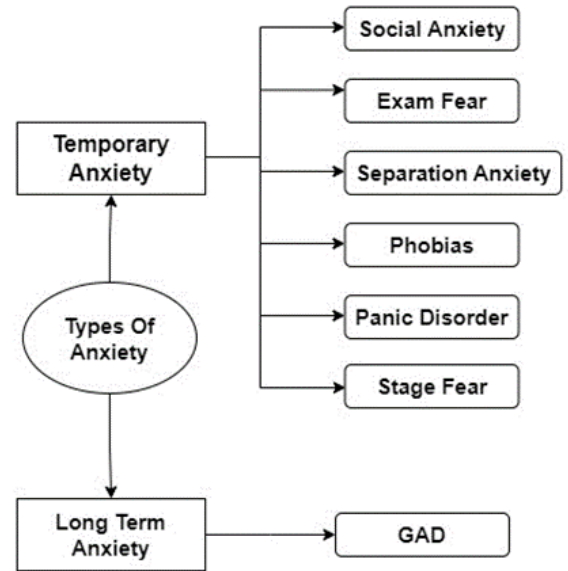 Social Anxiety
Exam Fear
Temporary
Anxiety
Separation Anxiety
Phobias
Types Of
Anxiety
Panic Disorder
Stage Fear
Long Term
Anxiety
GAD